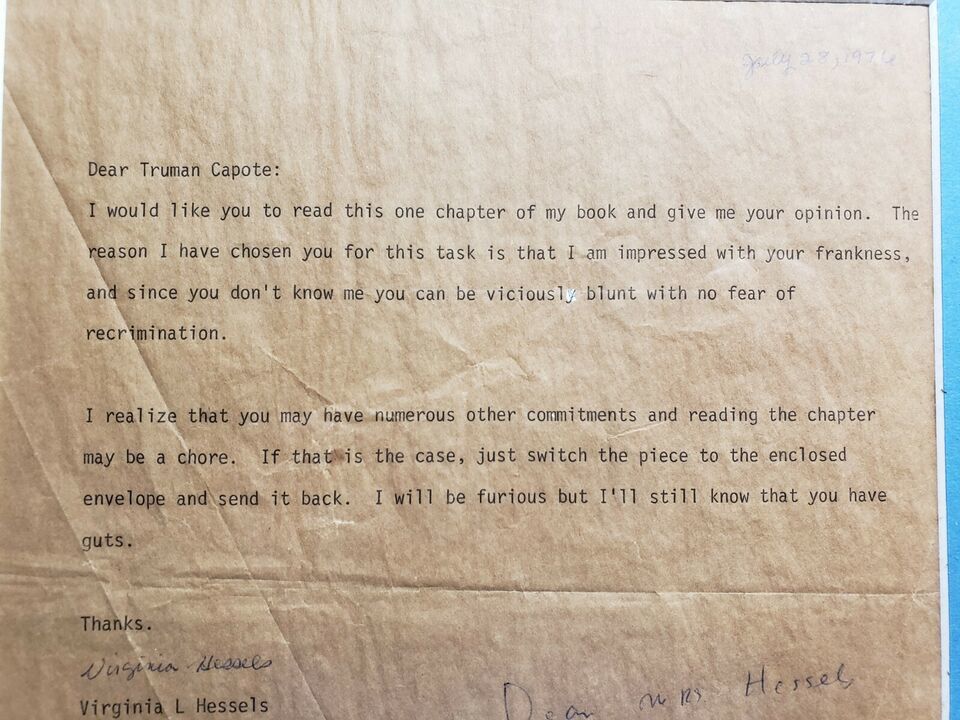 July 28, 1976
Dear Truman Capote:
I would like you to read this one chapter of my book and give me your opinion. The
reason I have chosen you for this task is that I am impressed with your frankness,
and since you don't know me you can be viciously blunt with no fear of
recrimination.
I realize that you may have numerous other commitments and reading the chapter
may be a chore. If that is the case, just switch the piece to the enclosed
envelope and send it back. I will be furious but I'll still know that you have
guts.
Thanks.
Virginia Hessels
Virginia L Hessels
Dear Mrs Hessels